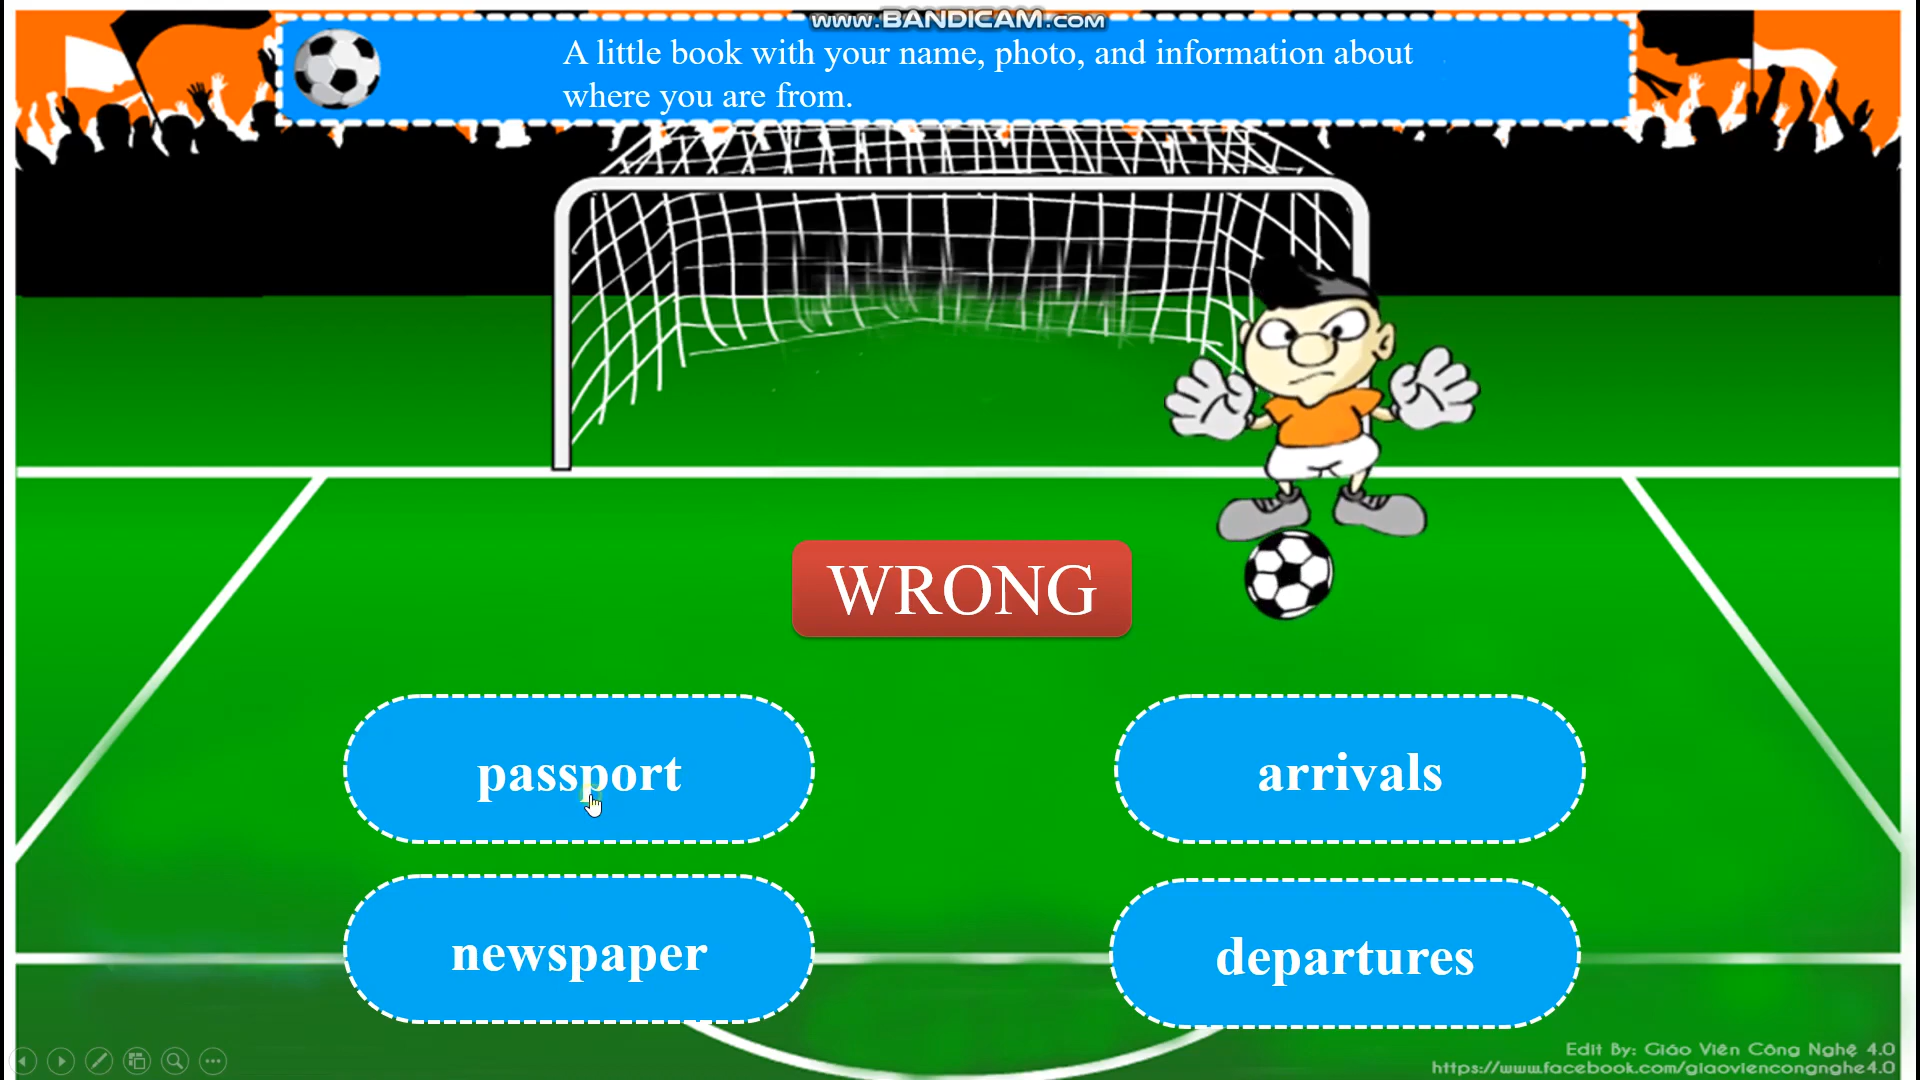 www.BANDICAM.com
A little book with your name, photo, and information about
where you are from.
WRONG
passport
arrivals
newspaper
departures
Edit By: Giáo Viên Công Nghệ 4.0
https://www.facebook.com/giaoviencongnghe4.0